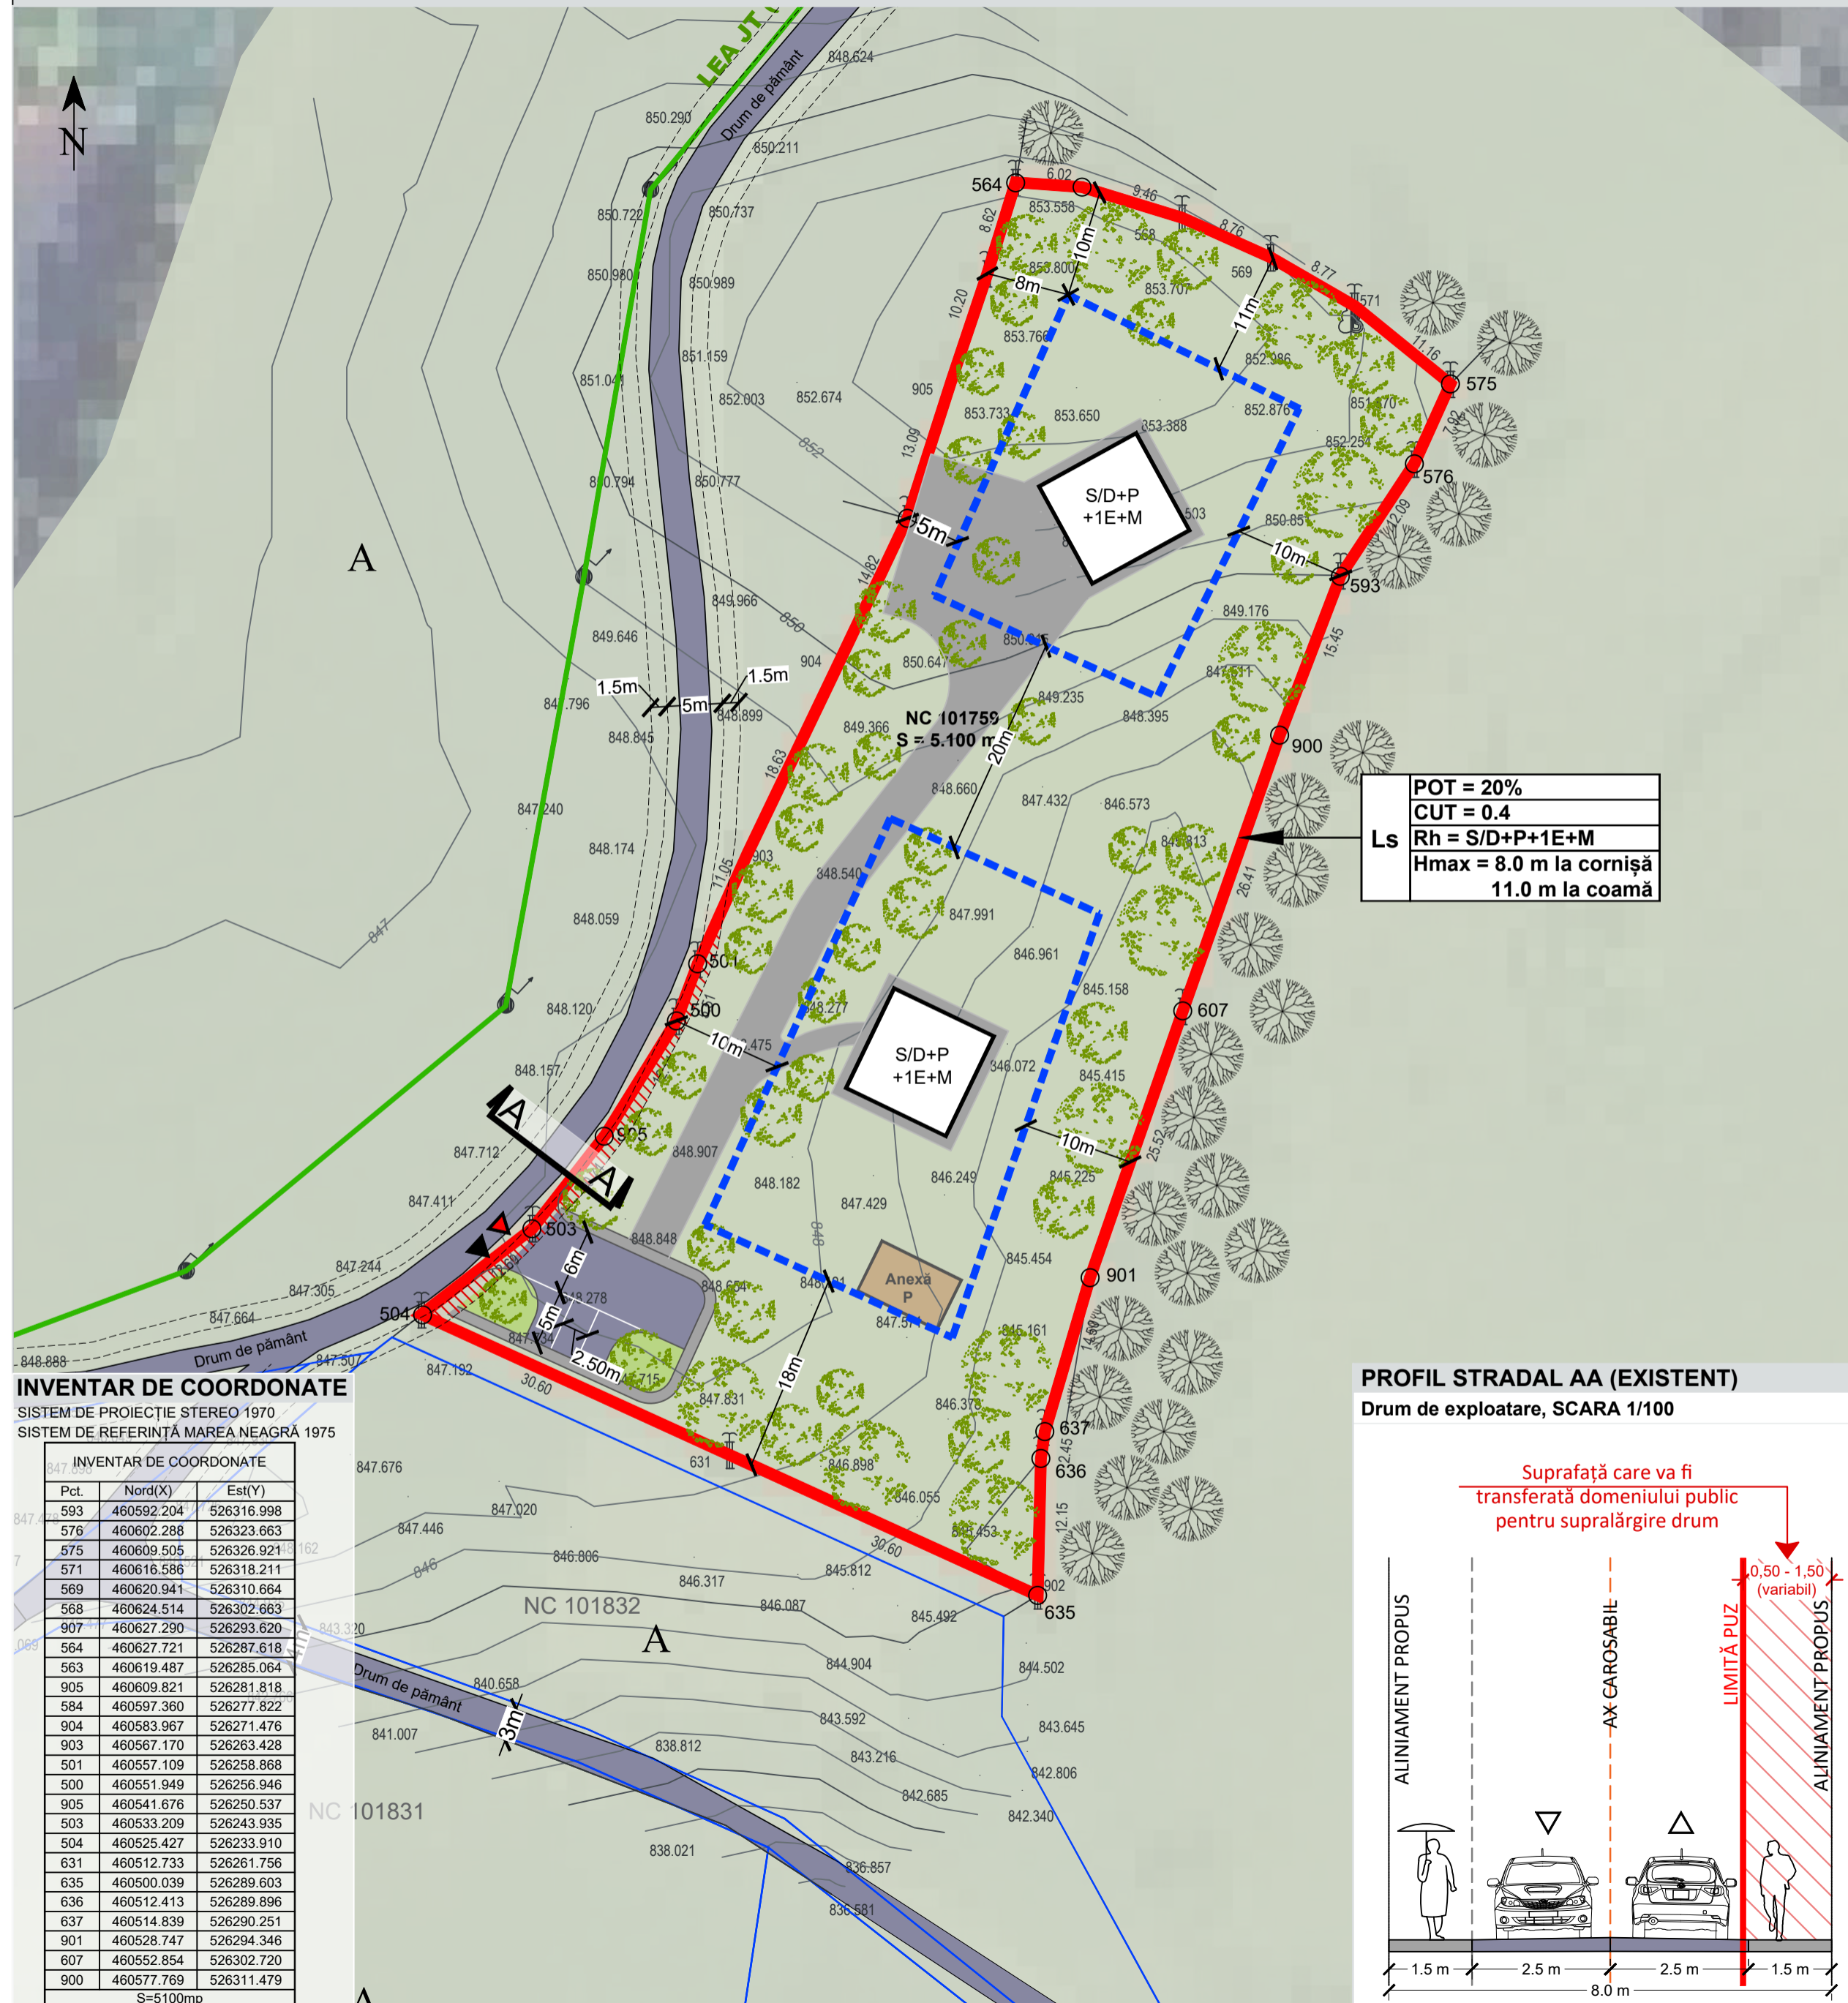 LEA JT
Drum de pământ
N
848.624
850.290
850.211
564
6.02
9.46
8.76
8.77
11.16
8.62
850.722
850.737
853.558
568
10m
569
571
850.980
850.989
853.800
8m
853.707
11m
10.20
853.766
852.986
575
851.159
851.041
852.003
852.674
905
853.733
853.650
853.388
852.876
7.92
852
852.254
13.09
576
850.794
850.777
S/D+P
+1E+M
12.09
A
5m
10m
593
14.82
849.966
850
849.176
849.646
904
850.647
15.45
1.5m
5m
1.5m
849.235
848.395
848.899
NC 101759
S = 5.100 m
849.366
20m
848.845
900
18.63
848.660
847.432
846.573
847.240
848.174
903
11.05
848.540
26.41
Ls
POT = 20%
CUT = 0.4
Rh = S/D+P+1E+M
Hmax = 8.0 m la cornișă
11.0 m la coamă
847
848.059
847.991
846.961
501
845.158
848.120
500
848.277
607
10m
S/D+P
+1E+M
848.157
845.415
A
905
847.712
848.907
10m
25.52
848.182
846.249
845.225
847.411
A
847.429
503
848.848
848
845.454
847.244
6m
901
847.305
848.654
Anexă
P
504
847.664
5m
847.571
845.161
Drum de pământ
848.888
847.507
847.192
2.50m
18m
30.60
847.831
637
2.45
636
631
846.898
847.676
846.055
12.15
847.020
847.446
30.60
846
846.806
845.812
902
846.317
635
NC 101832
846.087
845.492
A
844.904
844.502
843.320
Drum de pământ
840.658
3m
841.007
843.592
843.645
838.812
843.216
842.806
842.685
NC 101831
842.340
838.021
836.857
836.581
INVENTAR DE COORDONATE
SISTEM DE PROIECȚIE STEREO 1970
SISTEM DE REFERINȚĂ MAREA NEAGRĂ 1975
INVENTAR DE COORDONATE
Pct. Nord(X) Est(Y)
593 460592.204 526316.998
576 460602.288 526323.663
575 460609.505 526326.921
571 460616.586 526318.211
569 460620.941 526310.664
568 460624.514 526302.663
907 460627.290 526293.620
564 460627.721 526287.618
563 460619.487 526285.064
905 460609.821 526281.818
584 460597.360 526277.822
904 460583.967 526271.476
903 460567.170 526263.428
501 460557.109 526258.868
500 460551.949 526256.946
905 460541.676 526250.537
503 460533.209 526243.935
504 460525.427 526233.910
631 460512.733 526261.756
635 460500.039 526289.603
636 460512.413 526289.896
637 460514.839 526290.251
901 460528.747 526294.346
607 460552.854 526302.720
900 460577.769 526311.479
S=5100mp
PROFIL STRADAL AA (EXISTENT)
Drum de exploatare, SCARA 1/100
Suprafață care va fi
transferată domeniului public
pentru supralărgire drum
0,50 - 1,50
(variabil)
ALINIAMENT PROPUS
AX CAROSABIL
LIMITĂ PUZ
ALINIAMENT PROPUS
1.5 m
2.5 m
2.5 m
1.5 m
8.0 m